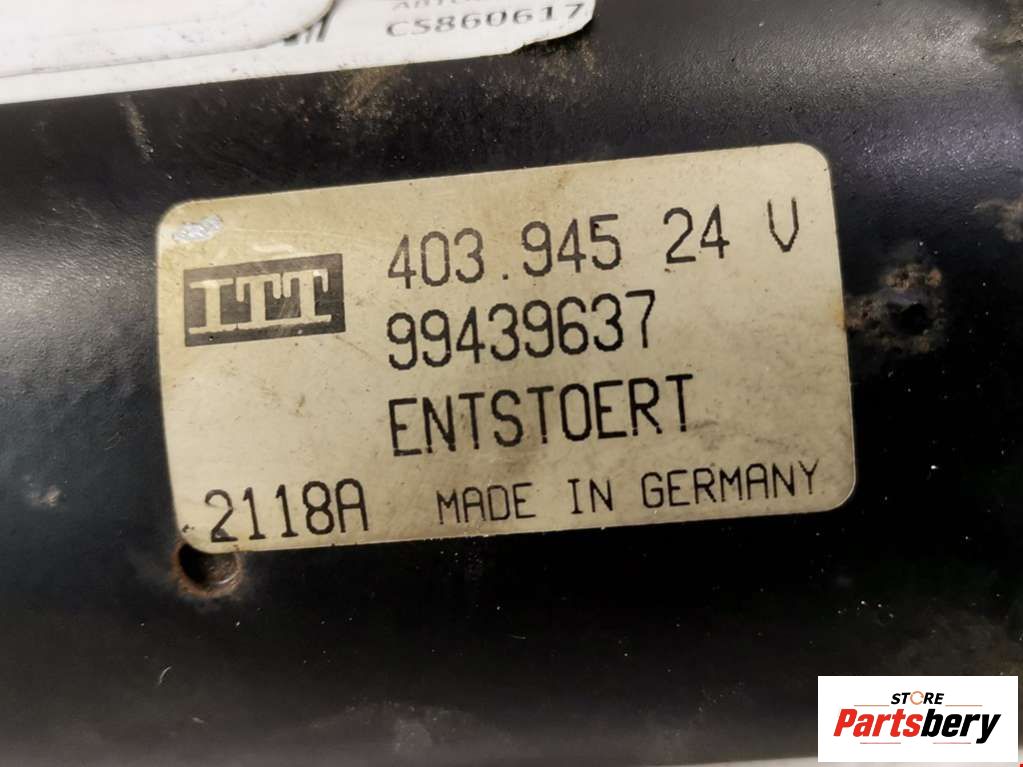 C5860617
ITT
403.945 24 V
99439637
ENTSTOERT
2118A MADE IN GERMANY
STORE
Partsbery